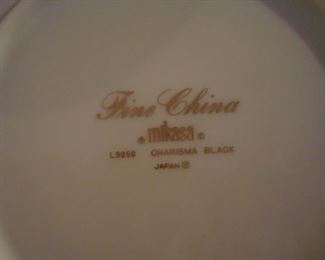 Fine China
® mikasa ©
L9050 CHARISMA BLACK
JAPAN ®